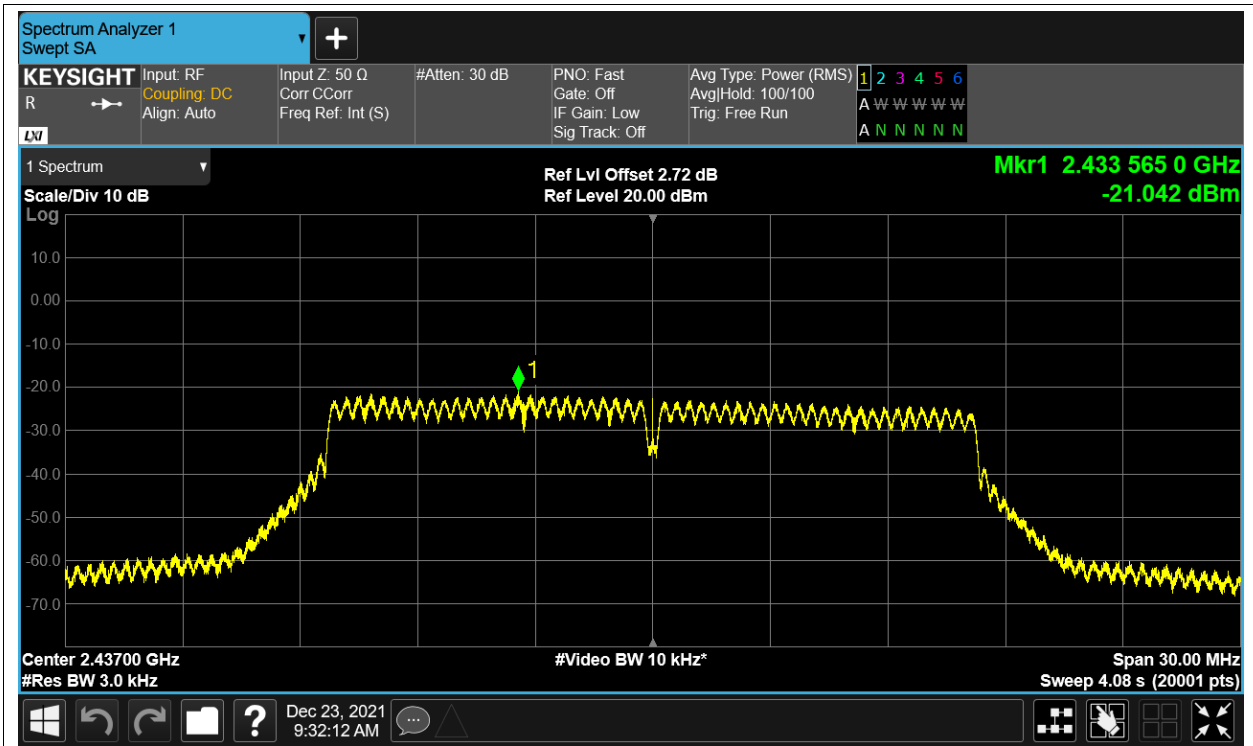 Spectrum Analyzer 1
Swept SA
+
KEYSIGHT
R
LXI
Input: RF
Coupling: DC
Align: Auto
Input Z: 50 Ω
Corr CCorr
Freq Ref: Int (S)
#Atten: 30 dB
PNO: Fast
Gate: Off
IF Gain: Low
Sig Track: Off
Avg Type: Power (RMS)
Avg|Hold: 100/100
Trig: Free Run
1 2 3 4 5 6
A W W W W W
A N N N N N
1 Spectrum
Scale/Div 10 dB
Log
Ref Lvl Offset 2.72 dB
Ref Level 20.00 dBm
Mkr1 2.433 565 0 GHz
-21.042 dBm
10.0
0.00
-10.0
-20.0
-30.0
-40.0
-50.0
-60.0
-70.0
1
Center 2.43700 GHz
#Res BW 3.0 kHz
#Video BW 10 kHz*
Span 30.00 MHz
Sweep 4.08 s (20001 pts)
?
Dec 23, 2021
9:32:12 AM